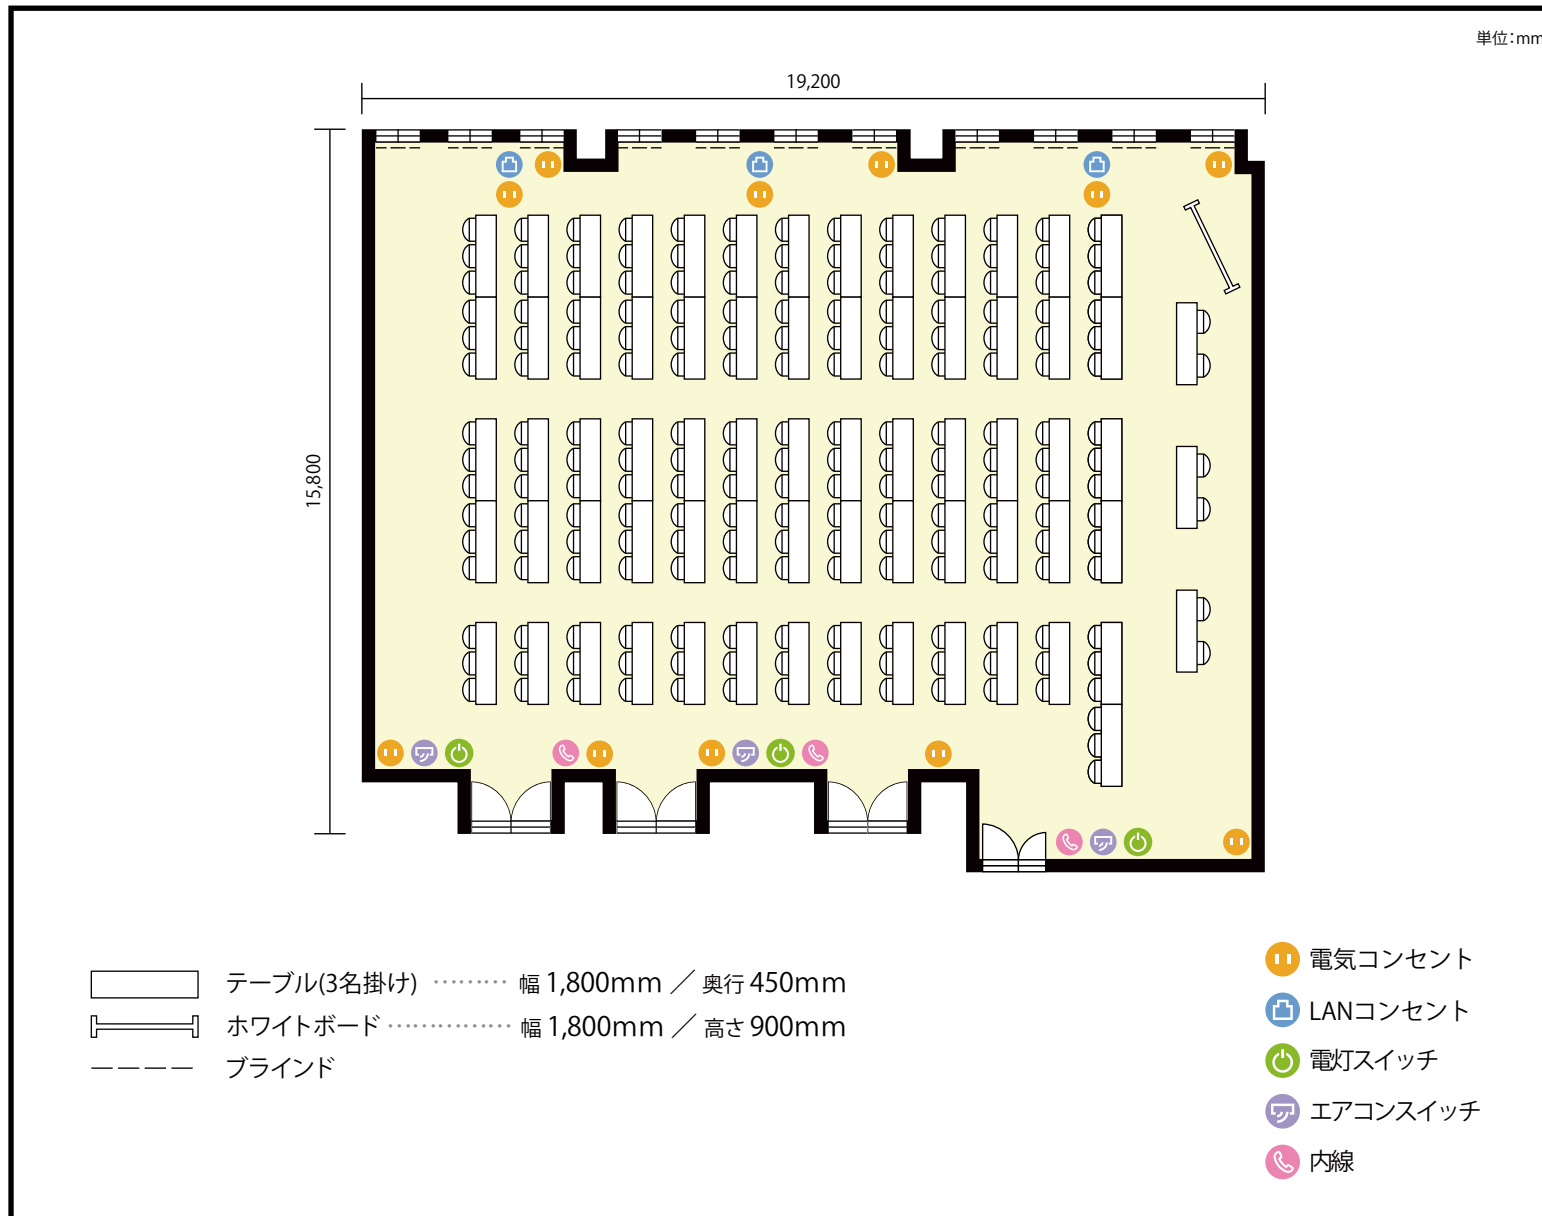 単位：mm
19,200
15,800
テーブル(3名掛け) ……… 幅 1,800mm ／ 奥行 450mm
ホワイトボード …………… 幅 1,800mm ／ 高さ 900mm
ブラインド
電気コンセント
LANコンセント
電灯スイッチ
エアコンスイッチ
内線